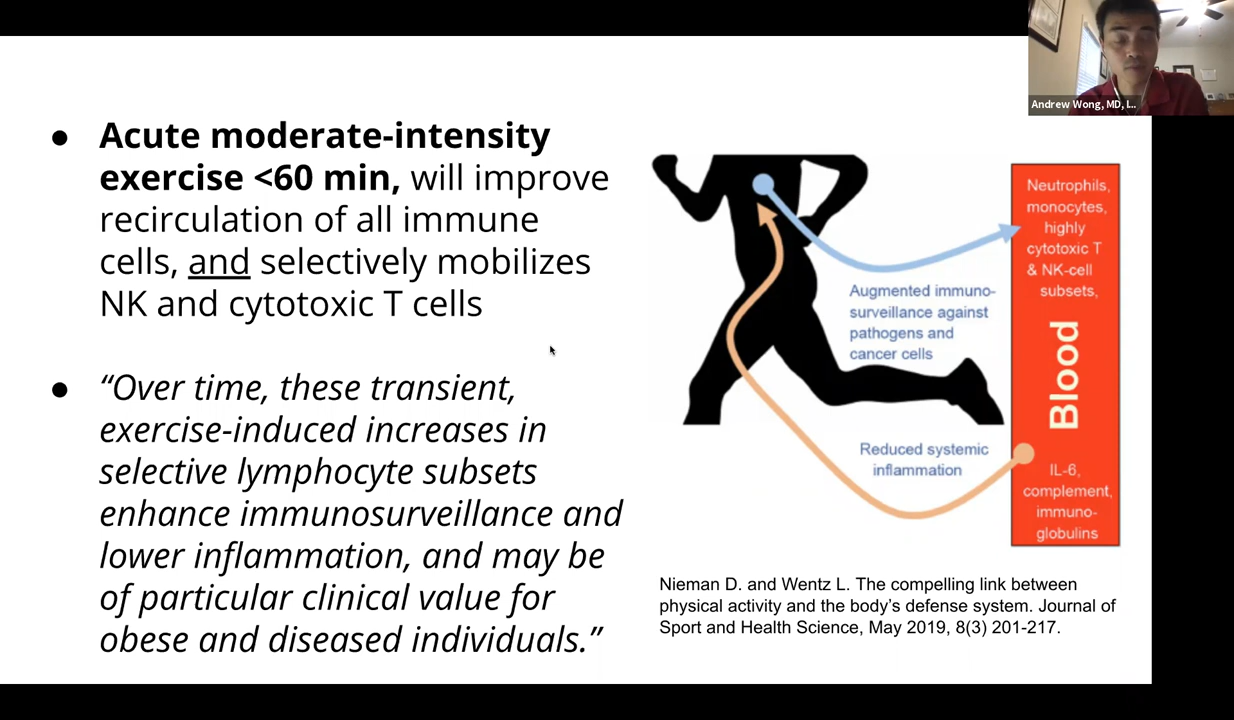 Andrew Wong, MD, L..
● Acute moderate-intensity
exercise <60 min, will improve
recirculation of all immune
cells, and selectively mobilizes
NK and cytotoxic T cells
● “Over time, these transient,
exercise-induced increases in
selective lymphocyte subsets
enhance immunosurveillance and
lower inflammation, and may be
of particular clinical value for
obese and diseased individuals.”
Augmented immuno-
surveillance against
pathogens and
cancer cells
Reduced systemic
inflammation
Neutrophils,
monocytes,
highly
cytotoxic T
& NK-cell
subsets,
Blood
IL-6,
complement,
immuno-
globulins
Nieman D. and Wentz L. The compelling link between
physical activity and the body’s defense system. Journal of
Sport and Health Science, May 2019, 8(3) 201-217.